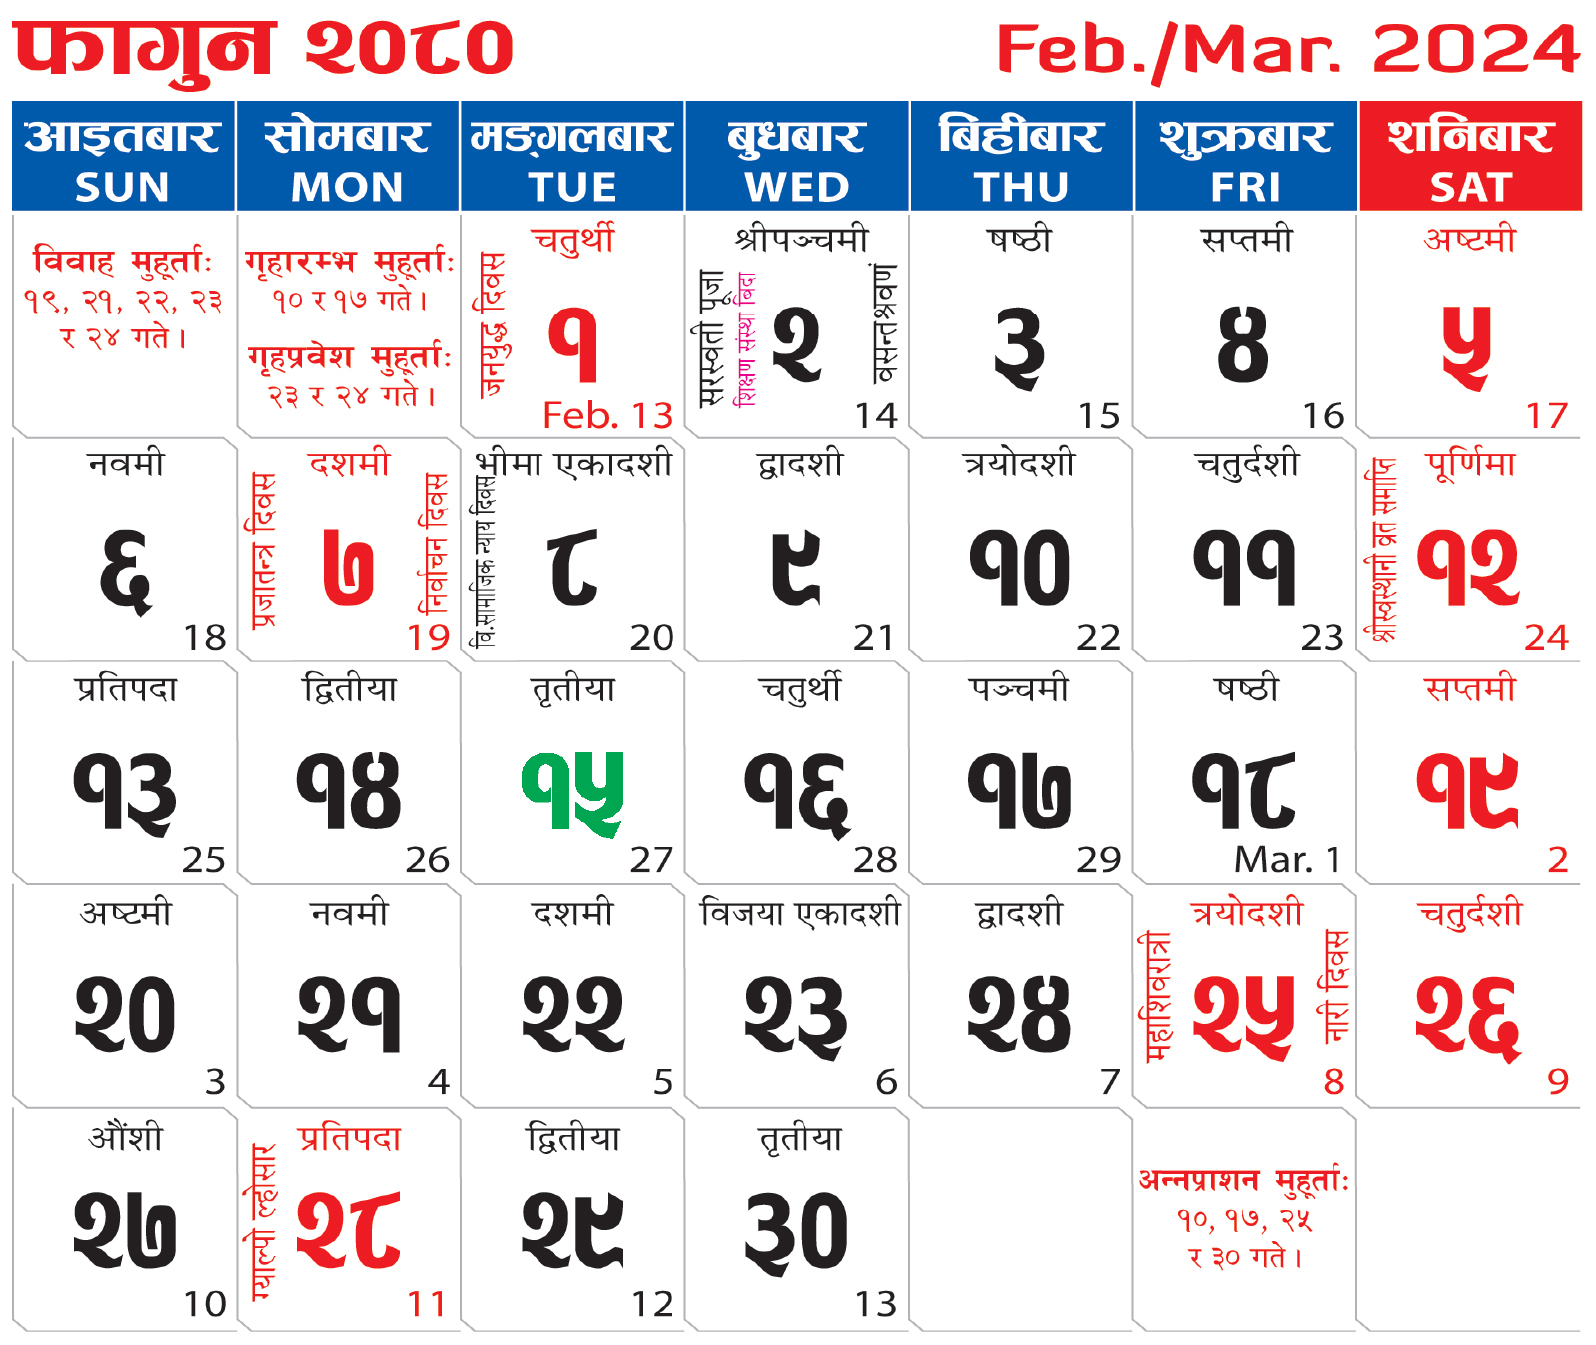 फागुन २०८० Feb./Mar. 2024
आइतबार सोमबार मङ्गलबार बुधबार बिहीबार शुक्रबार शनिबार
SUN MON TUE WED THU FRI SAT
विवाह मुहूर्ताः
१९, २१, २२, २३
र २४ गते।
गृहारम्भ मुहूर्ताः
१० र १७ गते।
गृहप्रवेश मुहूर्ताः
२३ र २४ गते।
चतुर्थी
जनयुद्ध दिवस
१
Feb. 13
श्रीपञ्चमी
सरस्वती पूजा
शिक्षण संस्था बिदा
२
वसन्तश्रवणं
14
षष्ठी
३
15
सप्तमी
४
16
अष्टमी
५
17
नवमी
६
18
दशमी
प्रजातन्त्र दिवस
७
निर्वाचन दिवस
19
भीमा एकादशी
वि.सामाजिक न्याय दिवस
८
20
द्वादशी
९
21
त्रयोदशी
१०
22
चतुर्दशी
११
23
पूर्णिमा
श्रीस्वस्थानी व्रत समाप्ति
१२
24
प्रतिपदा
१३
25
द्वितीया
१४
26
तृतीया
१५
27
चतुर्थी
१६
28
पञ्चमी
१७
29
षष्ठी
१८
Mar. 1
सप्तमी
१९
2
अष्टमी
२०
3
नवमी
२१
4
दशमी
२२
5
विजया एकादशी
२३
6
द्वादशी
२४
7
त्रयोदशी
महाशिवरात्री
२५
नारी दिवस
8
चतुर्दशी
२६
9
औंशी
२७
10
प्रतिपदा
ग्याल्पो ल्होसार
२८
11
द्वितीया
२९
12
तृतीया
३०
13
अन्नप्राशन मुहूर्ताः
१०, १७, २५
र ३० गते।